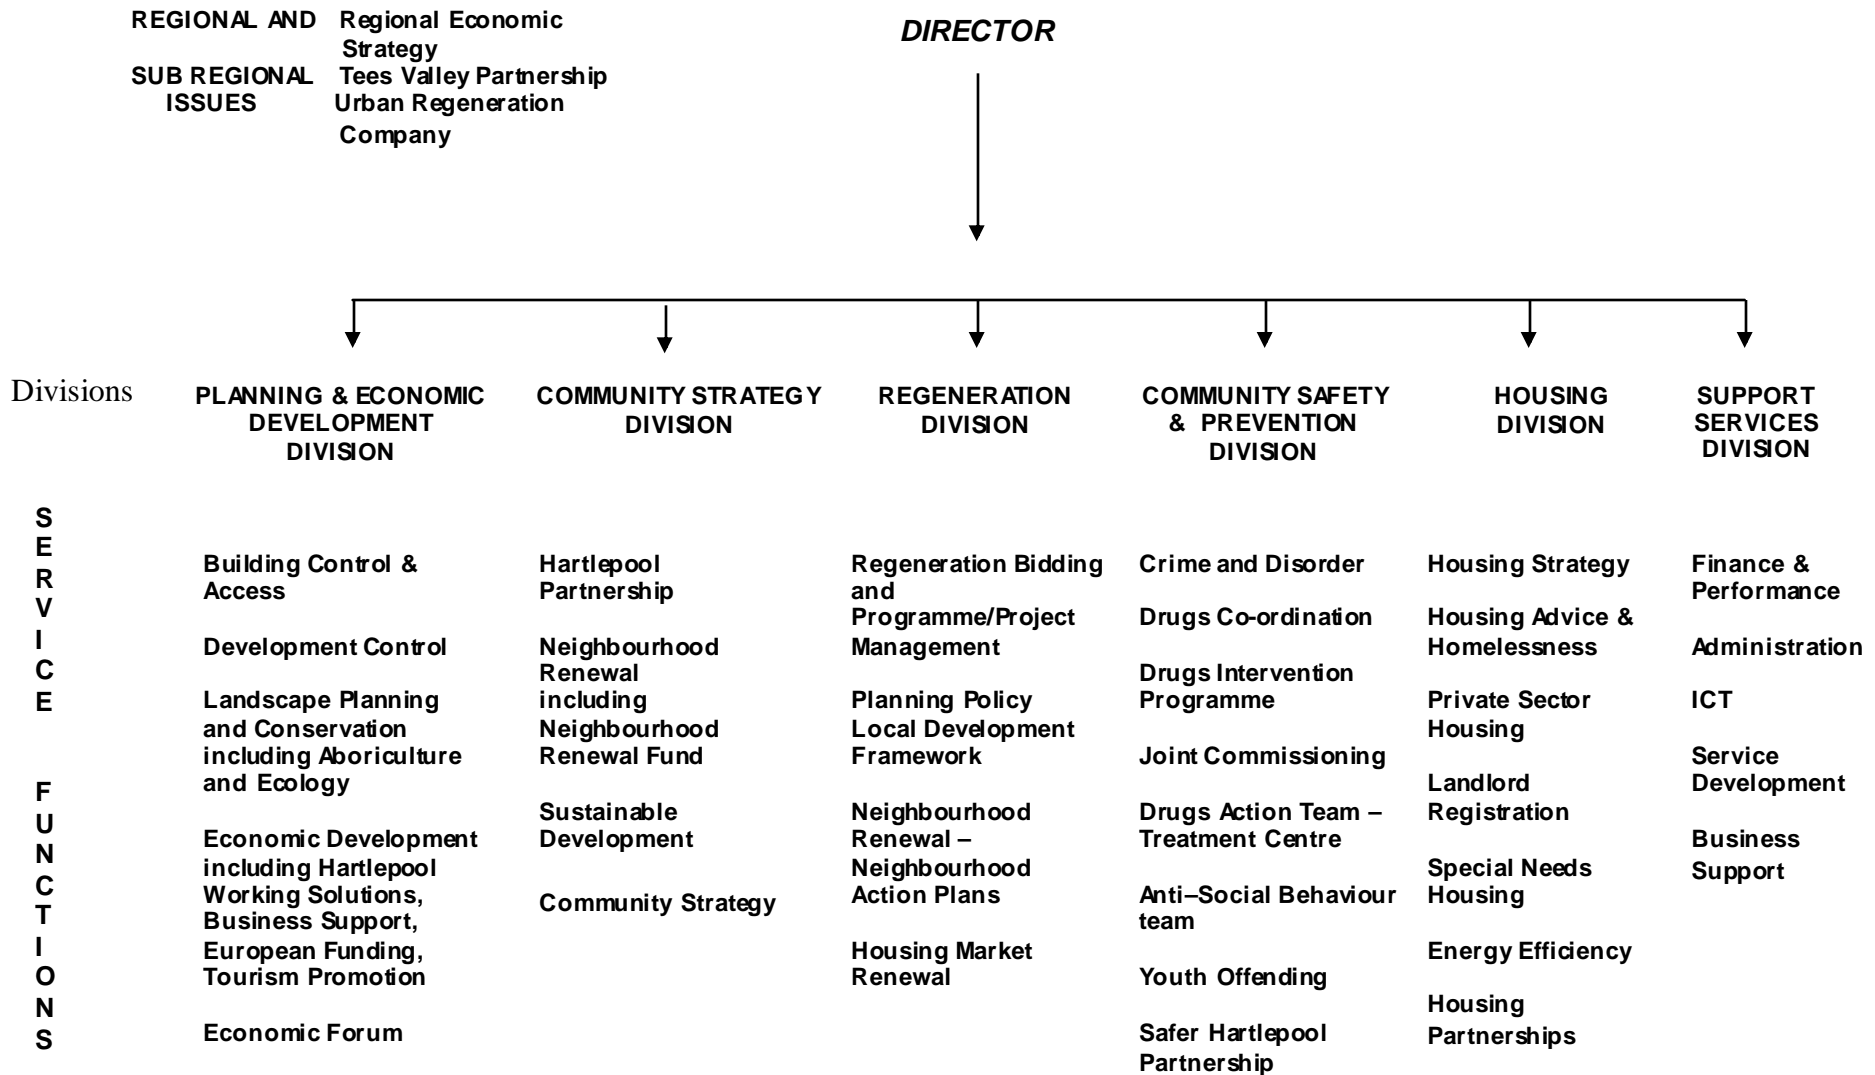 REGIONAL AND Regional Economic
Strategy
SUB REGIONAL Tees Valley Partnership
ISSUES Urban Regeneration
Company
DIRECTOR
Divisions
PLANNING & ECONOMIC
DEVELOPMENT
DIVISION
COMMUNITY STRATEGY
DIVISION
REGENERATION
DIVISION
COMMUNITY SAFETY
& PREVENTION
DIVISION
HOUSING
DIVISION
SUPPORT
SERVICES
DIVISION
S
E
R
V
I
C
E
F
U
N
C
T
I
O
N
S
Building Control &
Access
Development Control
Landscape Planning
and Conservation
including Aboriculture
and Ecology
Economic Development
including Hartlepool
Working Solutions,
Business Support,
European Funding,
Tourism Promotion
Economic Forum
Hartlepool
Partnership
Neighbourhood
Renewal
including
Neighbourhood
Renewal Fund
Sustainable
Development
Community Strategy
Regeneration Bidding
and
Programme/Project
Management
Planning Policy
Local Development
Framework
Neighbourhood
Renewal –
Neighbourhood
Action Plans
Housing Market
Renewal
Crime and Disorder
Drugs Co-ordination
Drugs Intervention
Programme
Joint Commissioning
Drugs Action Team –
Treatment Centre
Anti–Social Behaviour
team
Youth Offending
Safer Hartlepool
Partnership
Housing Strategy
Housing Advice &
Homelessness
Private Sector
Housing
Landlord
Registration
Special Needs
Housing
Energy Efficiency
Housing
Partnerships
Finance &
Performance
Administration
ICT
Service
Development
Business
Support